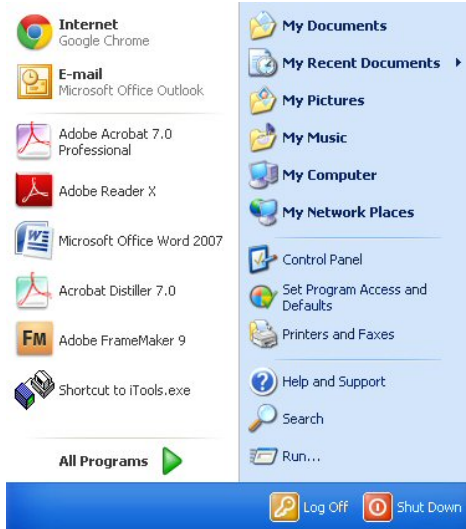 Internet
Google Chrome
E-mail
Microsoft Office Outlook
Adobe Acrobat 7.0
Professional
Adobe Reader X
Microsoft Office Word 2007
Acrobat Distiller 7.0
FM Adobe FrameMaker 9
Shortcut to iTools.exe
All Programs
My Documents
My Recent Documents
My Pictures
My Music
My Computer
My Network Places
Control Panel
Set Program Access and
Defaults
Printers and Faxes
Help and Support
Search
Run...
Log Off
Shut Down